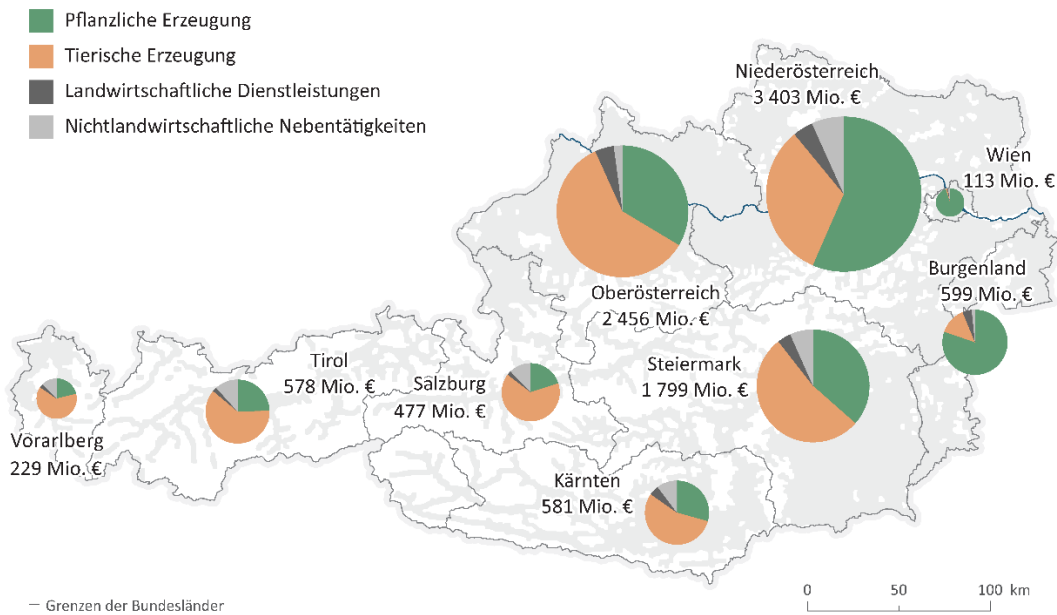 Pflanzliche Erzeugung
Tierische Erzeugung
Landwirtschaftliche Dienstleistungen
Nichtlandwirtschaftliche Nebentätigkeiten
Niederösterreich
3 403 Mio. €
Wien
113 Mio. €
Burgenland
599 Mio. €
Oberösterreich
2 456 Mio. €
Steiermark
1 799 Mio. €
Tirol
578 Mio. €
Salzburg
477 Mio. €
Vorarlberg
229 Mio. €
Kärnten
581 Mio. €
0 50 100 km
Grenzen der Bundesländer